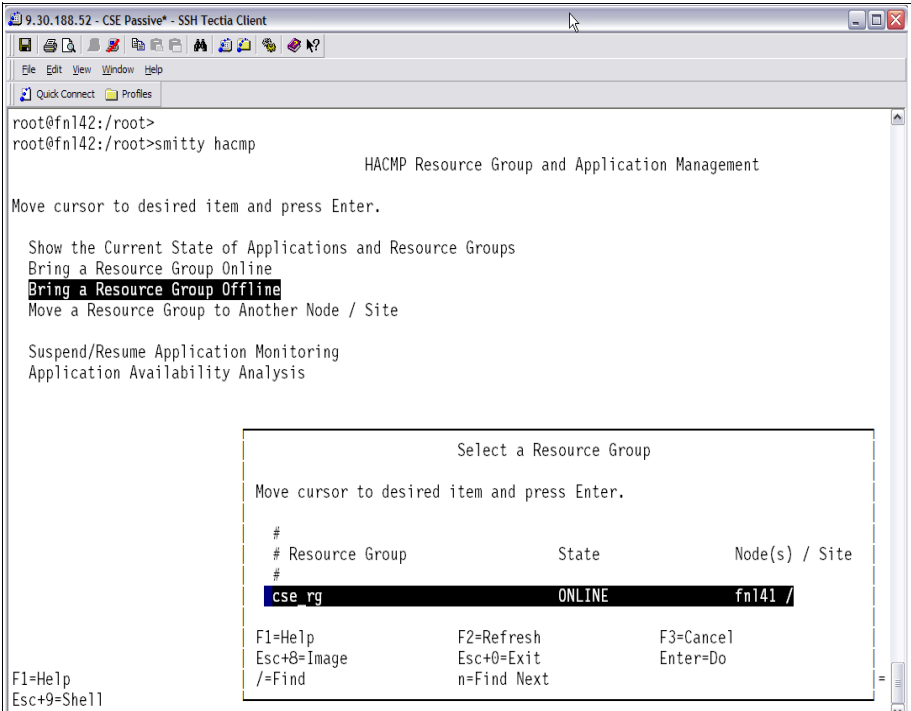 9.30.188.52 - CSE Passive* - SSH Tectia Client
File Edit View Window Help
Quick Connect Profiles
root@fnl42:/root>
root@fnl42:/root>smitty hacmp
HACMP Resource Group and Application Management
Move cursor to desired item and press Enter.
Show the Current State of Applications and Resource Groups
Bring a Resource Group Online
Bring a Resource Group Offline
Move a Resource Group to Another Node / Site
Suspend/Resume Application Monitoring
Application Availability Analysis
Select a Resource Group
Move cursor to desired item and press Enter.
#
# Resource Group State Node(s) / Site
#
cse_rg ONLINE fnl41 /
F1=Help F2=Refresh F3=Cancel
Esc+8=Image Esc+0=Exit Enter=Do
/=Find n=Find Next
F1=Help =
Esc+9=Shell